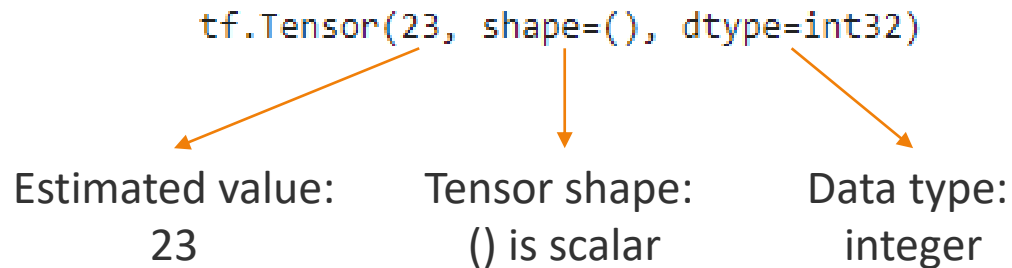 tf.Tensor(23, shape=(), dtype=int32)
Estimated value:
23
Tensor shape:
() is scalar
Data type:
integer